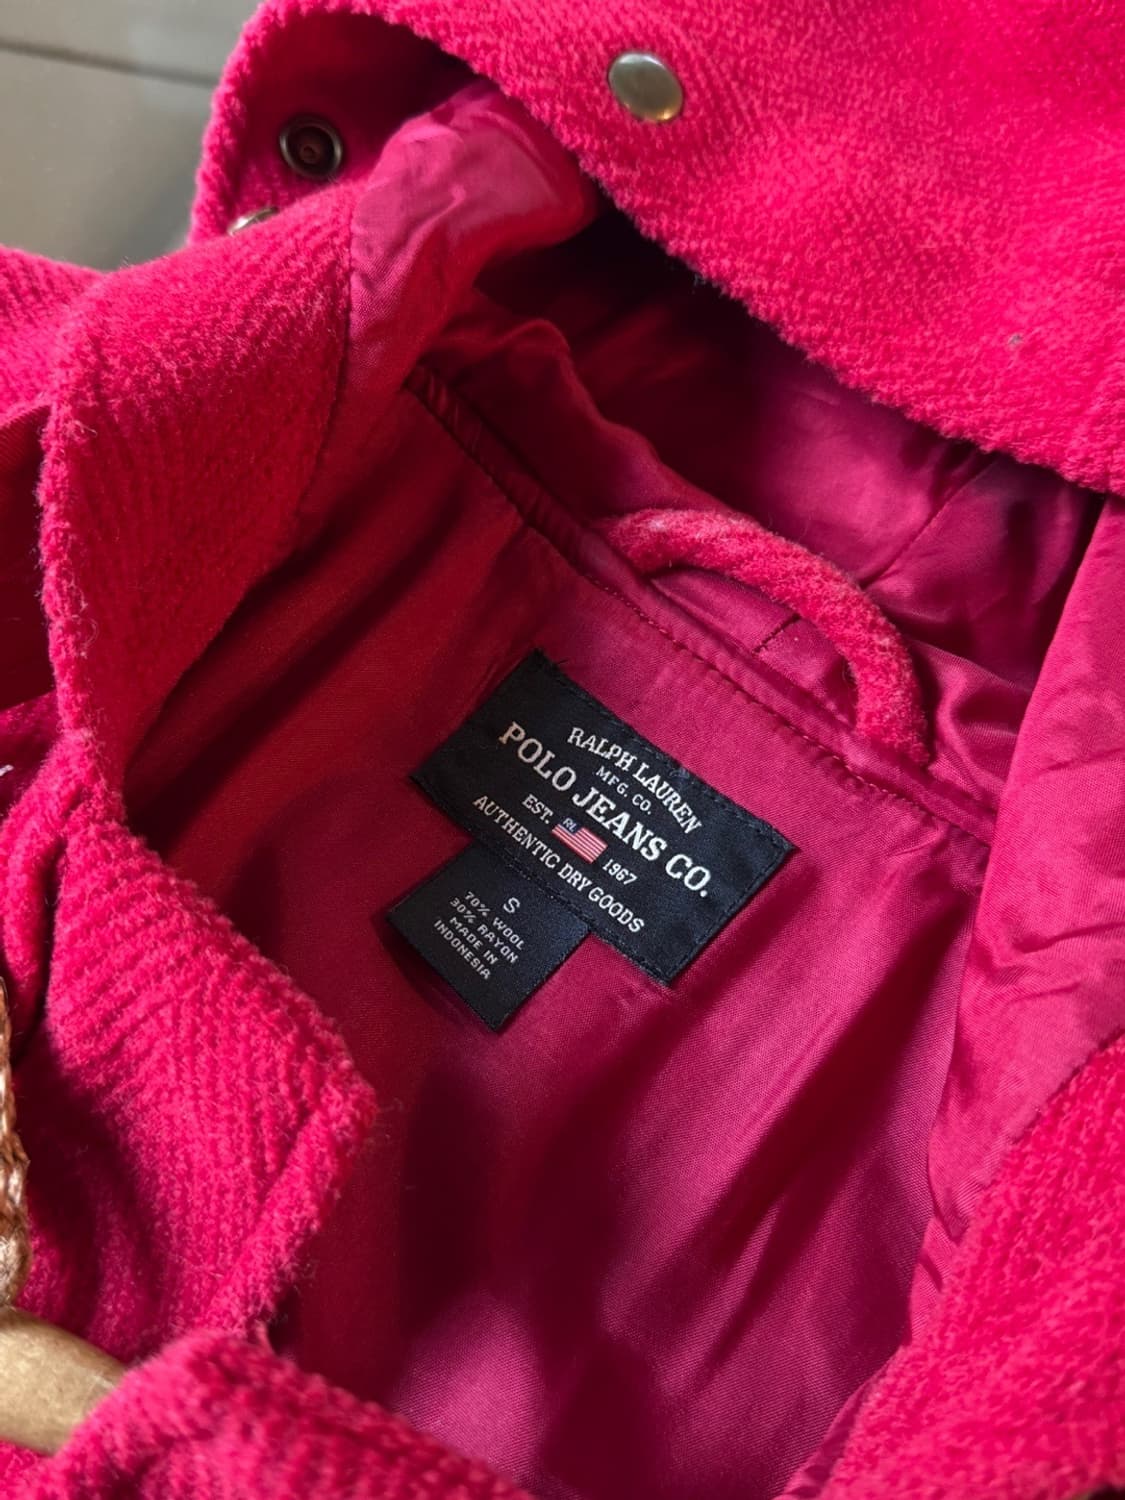 RALPH LAUREN
MFG. CO.
POLO JEANS CO.
EST. RL 1967
AUTHENTIC DRY GOODS
S
70% WOOL
30% RAYON
MADE IN
INDONESIA